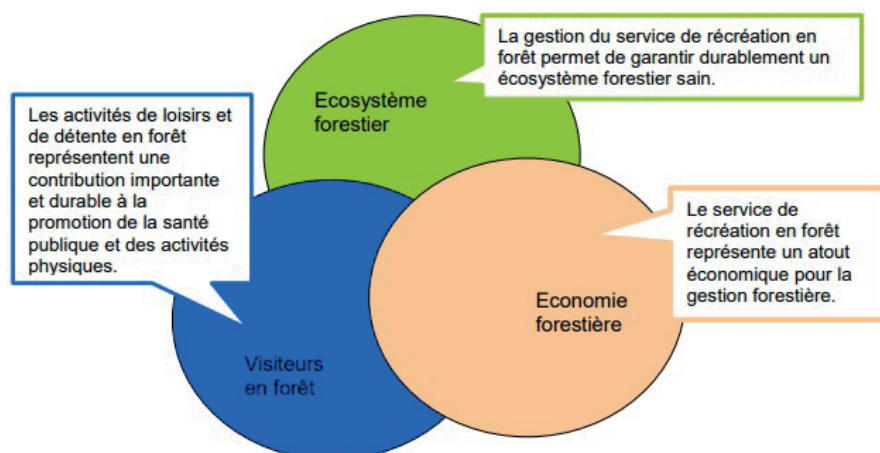 La gestion du service de récréation en
forêt permet de garantir durablement un
écosystème forestier sain.
Ecosystème
forestier
Les activités de loisirs et
de détente en forêt
représentent une
contribution importante
et durable à la
promotion de la santé
publique et des activités
physiques.
Le service de
récréation en forêt
représente un atout
économique pour la
gestion forestière.
Economie
forestière
Visiteurs
en forêt